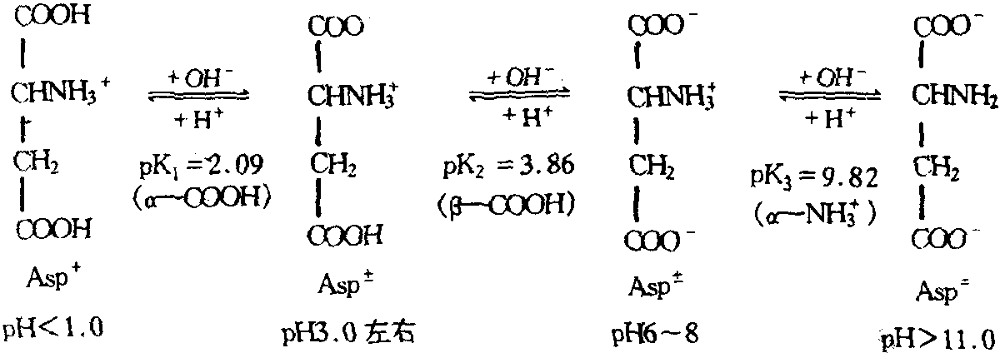 COOH COO COO⁻ COO⁻
+OH⁻ +OH⁻ +OH⁻
CHNH₃⁺ CHNH₃⁺ CHNH₃⁺ CHNH₂
+H⁺ +H⁺ +H⁺
CH₂ CH₂ CH₂ CH₂
pK₁=2.09 pK₂=3.86 pK₃=9.82
(α—COOH) (β—COOH) (α—NH₃⁺)
COOH COOH COO⁻ COO⁻
Asp⁺ Asp± Asp± Asp⁼
pH<1.0 pH3.0左右 pH6~8 pH>11.0